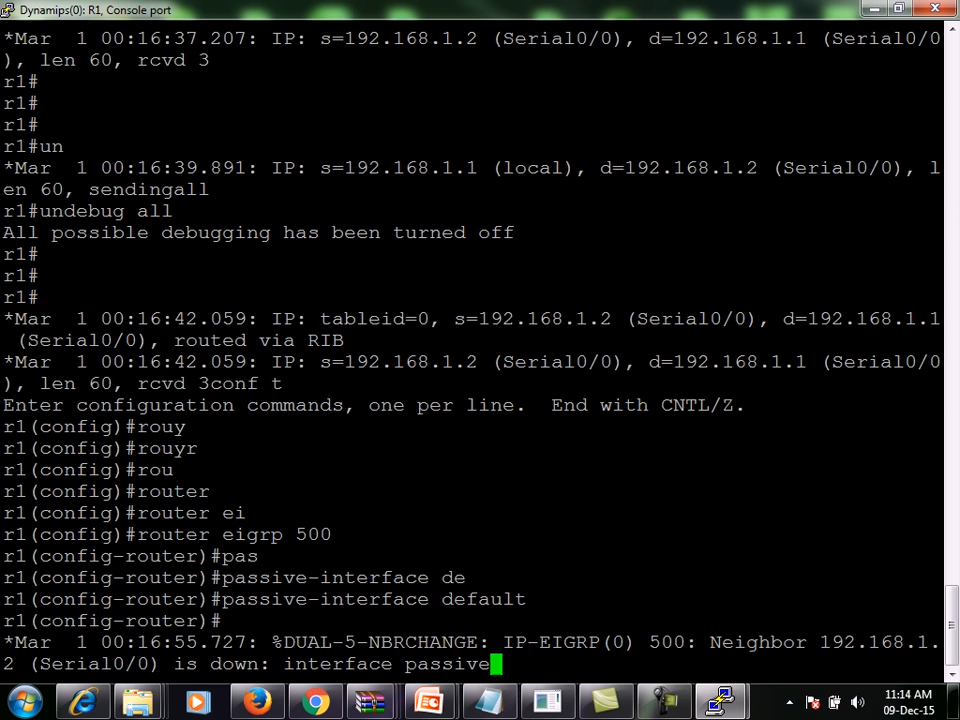 Dynamips(0): R1, Console port
*Mar  1 00:16:37.207: IP: s=192.168.1.2 (Serial0/0), d=192.168.1.1 (Serial0/0
), len 60, rcvd 3
r1#
r1#
r1#
r1#un
*Mar  1 00:16:39.891: IP: s=192.168.1.1 (local), d=192.168.1.2 (Serial0/0), l
en 60, sendingall
r1#undebug all
All possible debugging has been turned off
r1#
r1#
r1#
*Mar  1 00:16:42.059: IP: tableid=0, s=192.168.1.2 (Serial0/0), d=192.168.1.1
 (Serial0/0), routed via RIB
*Mar  1 00:16:42.059: IP: s=192.168.1.2 (Serial0/0), d=192.168.1.1 (Serial0/0
), len 60, rcvd 3conf t
Enter configuration commands, one per line.  End with CNTL/Z.
r1(config)#rouy
r1(config)#rouyr
r1(config)#rou
r1(config)#router
r1(config)#router ei
r1(config)#router eigrp 500
r1(config-router)#pas
r1(config-router)#passive-interface de
r1(config-router)#passive-interface default
r1(config-router)#
*Mar  1 00:16:55.727: %DUAL-5-NBRCHANGE: IP-EIGRP(0) 500: Neighbor 192.168.1.
2 (Serial0/0) is down: interface passive
11:14 AM
09-Dec-15